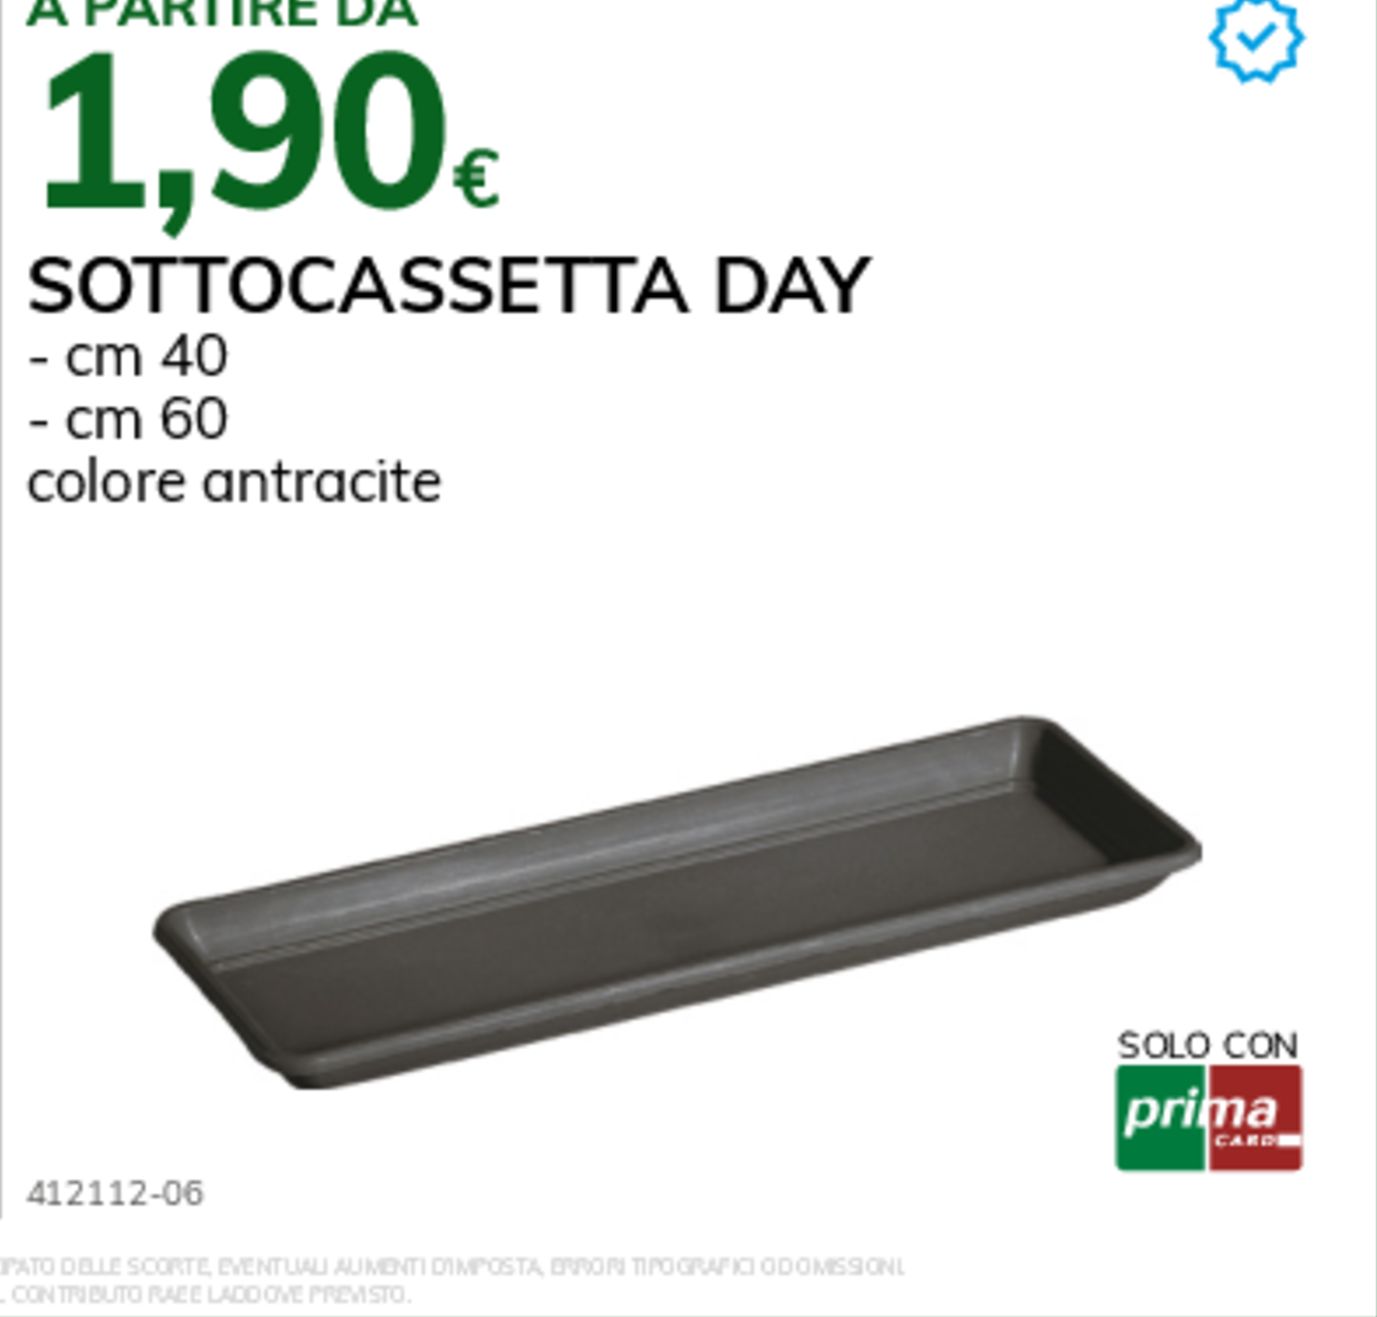 A PARTIRE DA
1,90€
SOTTOCASSETTA DAY
- cm 40
- cm 60
colore antracite
SOLO CON
prima
CARD
412112-06
DELLE SCORTE, EVENTUALI AUMENTI D'IMPOSTA, ERRORI TIPOGRAFICI OD OMISSIONI.
CONTRIBUTO RAEE LADDOVE PREVISTO.